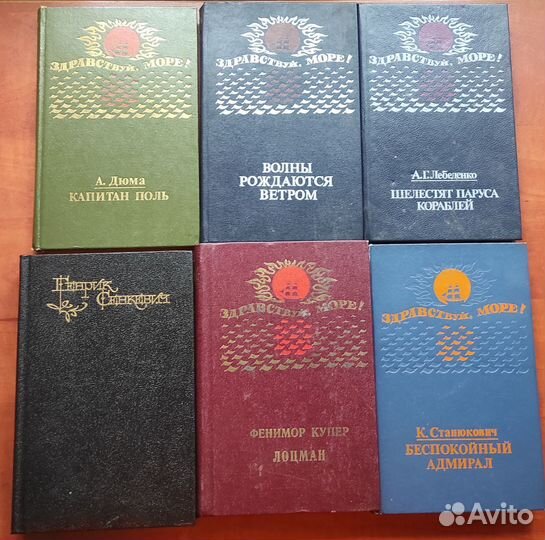 ЗДРАВСТВУЙ, МОРЕ!
А. Дюма
КАПИТАН ПОЛЬ
ЗДРАВСТВУЙ, МОРЕ!
ВОЛНЫ
РОЖДАЮТСЯ
ВЕТРОМ
ЗДРАВСТВУЙ, МОРЕ!
А.Г.Лебеденко
ШЕЛЕСТЯТ ПАРУСА
КОРАБЛЕЙ
Генрик
Сенкевич
ЗДРАВСТВУЙ, МОРЕ!
ФЕНИМОР КУПЕР
ЛОЦМАН
ЗДРАВСТВУЙ, МОРЕ!
К. Станюкович
БЕСПОКОЙНЫЙ
АДМИРАЛ
Avito